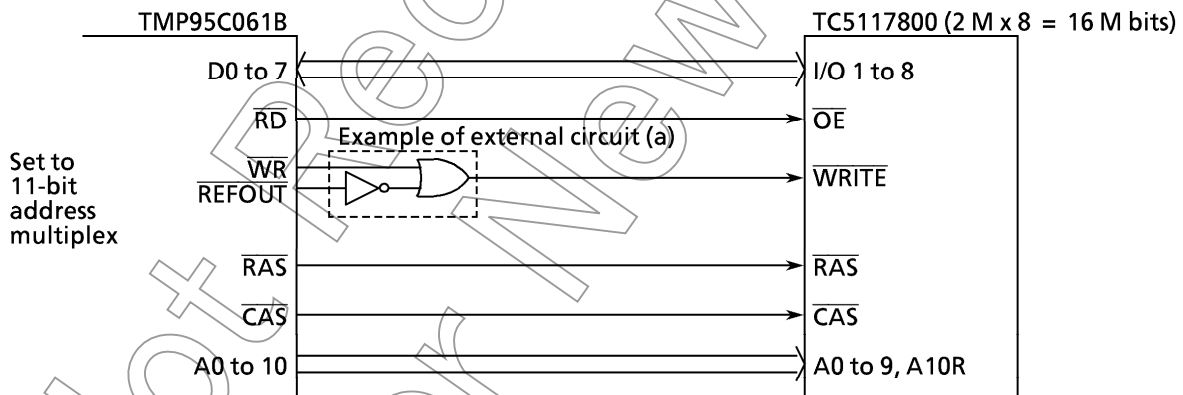 TMP95C061B
TC5117800 (2 M x 8 = 16 M bits)
D0 to 7
I/O 1 to 8
RD
OE
Example of external circuit (a)
Set to
11-bit
address
multiplex
WR
REFOUT
WRITE
RAS
RAS
CAS
CAS
A0 to 10
A0 to 9, A10R